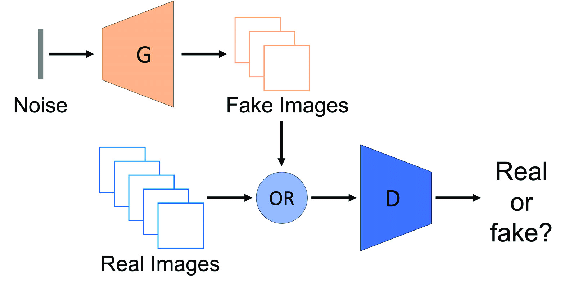 G
Noise
Fake Images
Real Images
OR
D
Real
or
fake?